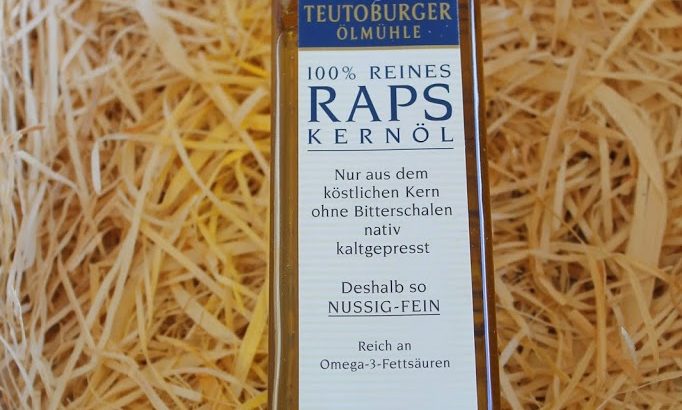 TEUTOBURGER
ÖLMÜHLE
100% REINES
RAPS
KERNÖL
Nur aus dem
köstlichen Kern
ohne Bitterschalen
nativ
kaltgepresst
Deshalb so
NUSSIG-FEIN
Reich an
Omega-3-Fettsäuren